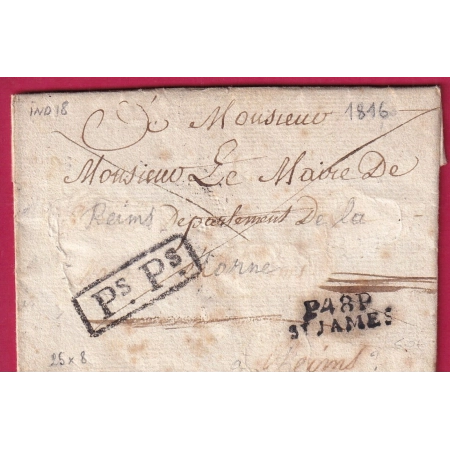 IND 18
1816
A Monsieur
Monsieur Le Maire De
Reims Departement De la
Marne
Ps. Ps
P48P
ST JAMES
25 x 8
a Reims